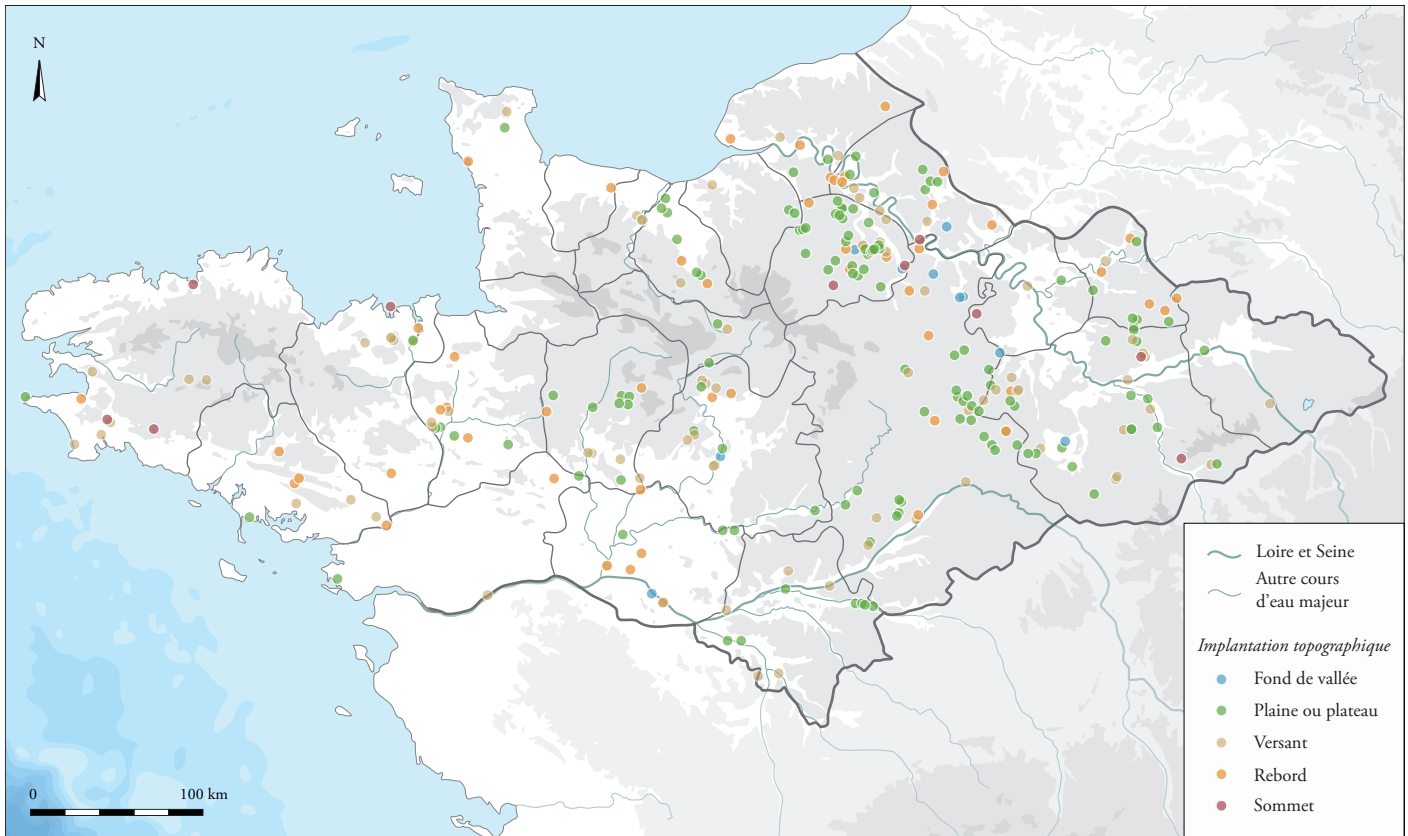 N
0 100 km
Loire et Seine
Autre cours
d’eau majeur
Implantation topographique
Fond de vallée
Plaine ou plateau
Versant
Rebord
Sommet